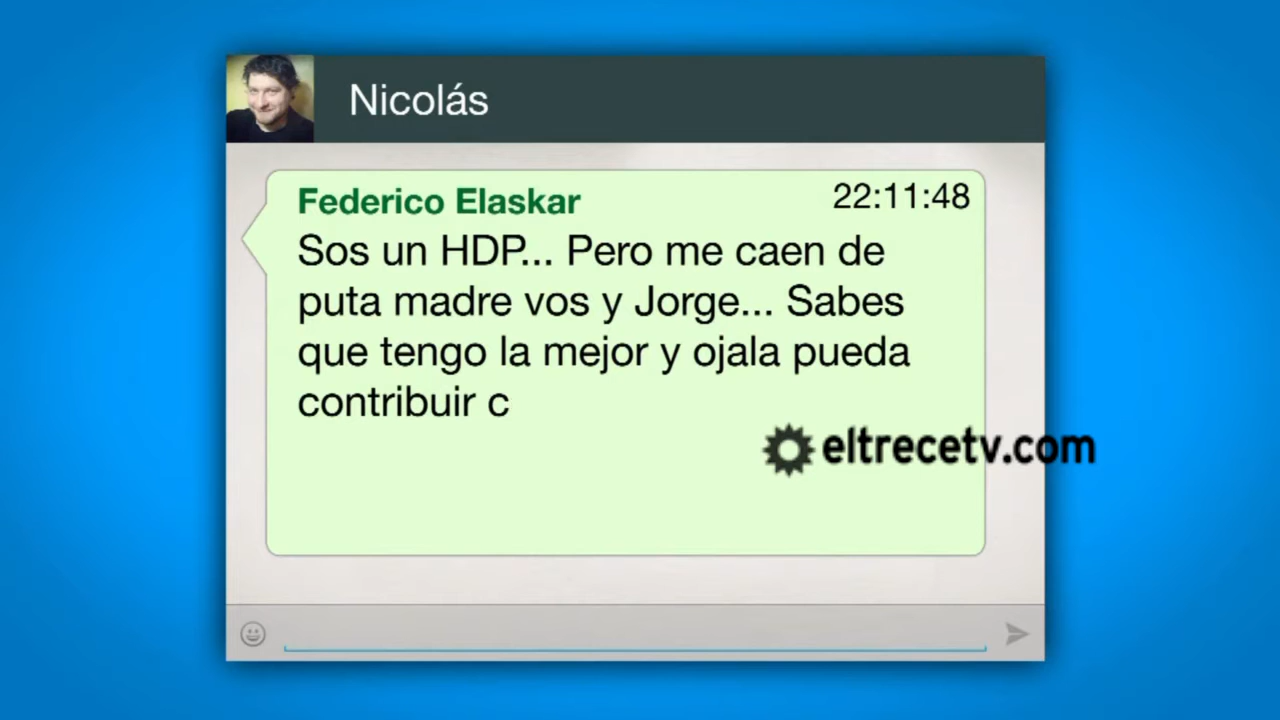 Nicolás
Federico Elaskar
22:11:48
Sos un HDP... Pero me caen de
puta madre vos y Jorge... Sabes
que tengo la mejor y ojala pueda
contribuir c
eltrecetv.com